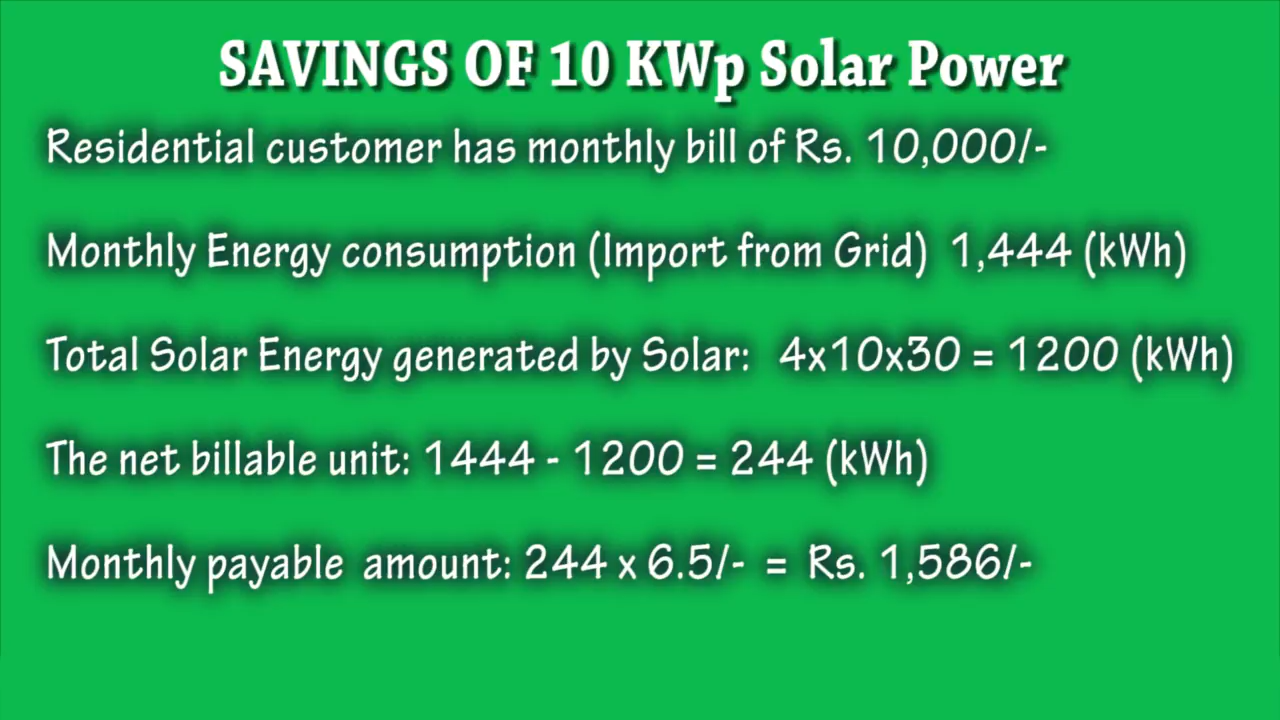 SAVINGS OF 10 KWp Solar Power
Residential customer has monthly bill of Rs. 10,000/-
Monthly Energy consumption (Import from Grid) 1,444 (kWh)
Total Solar Energy generated by Solar: 4x10x30 = 1200 (kWh)
The net billable unit: 1444 - 1200 = 244 (kWh)
Monthly payable amount: 244 x 6.5/- = Rs. 1,586/-